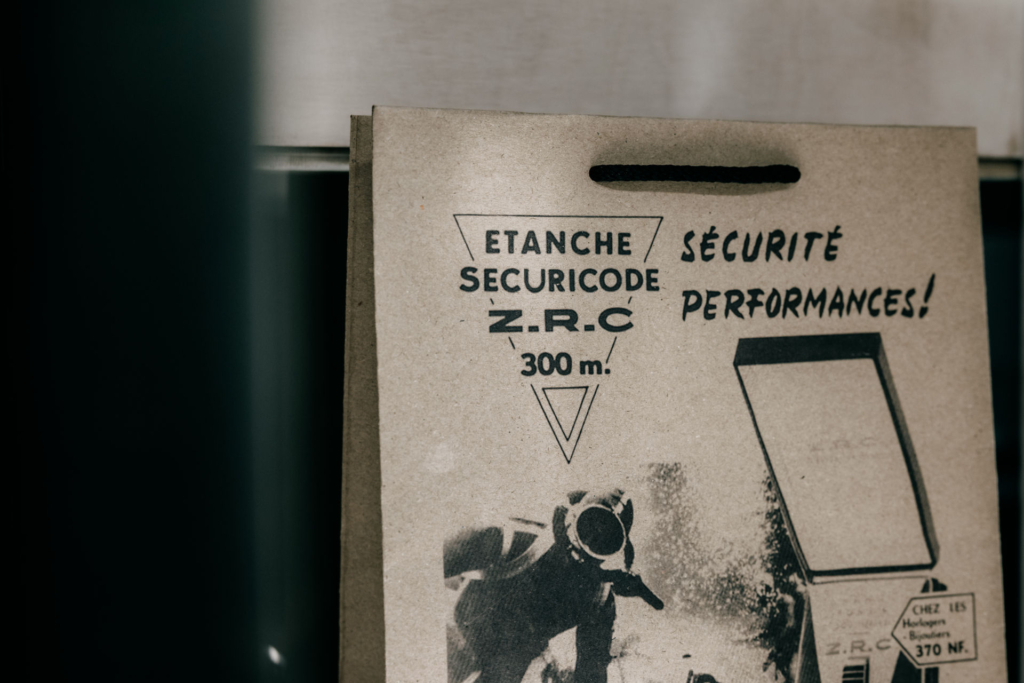 ETANCHE
SECURICODE
Z.R.C
300 m.
SÉCURITÉ
PERFORMANCES!
Z.R.C
Z.R.C
CHEZ LES
Horlogers
- Bijoutiers
370 NF.